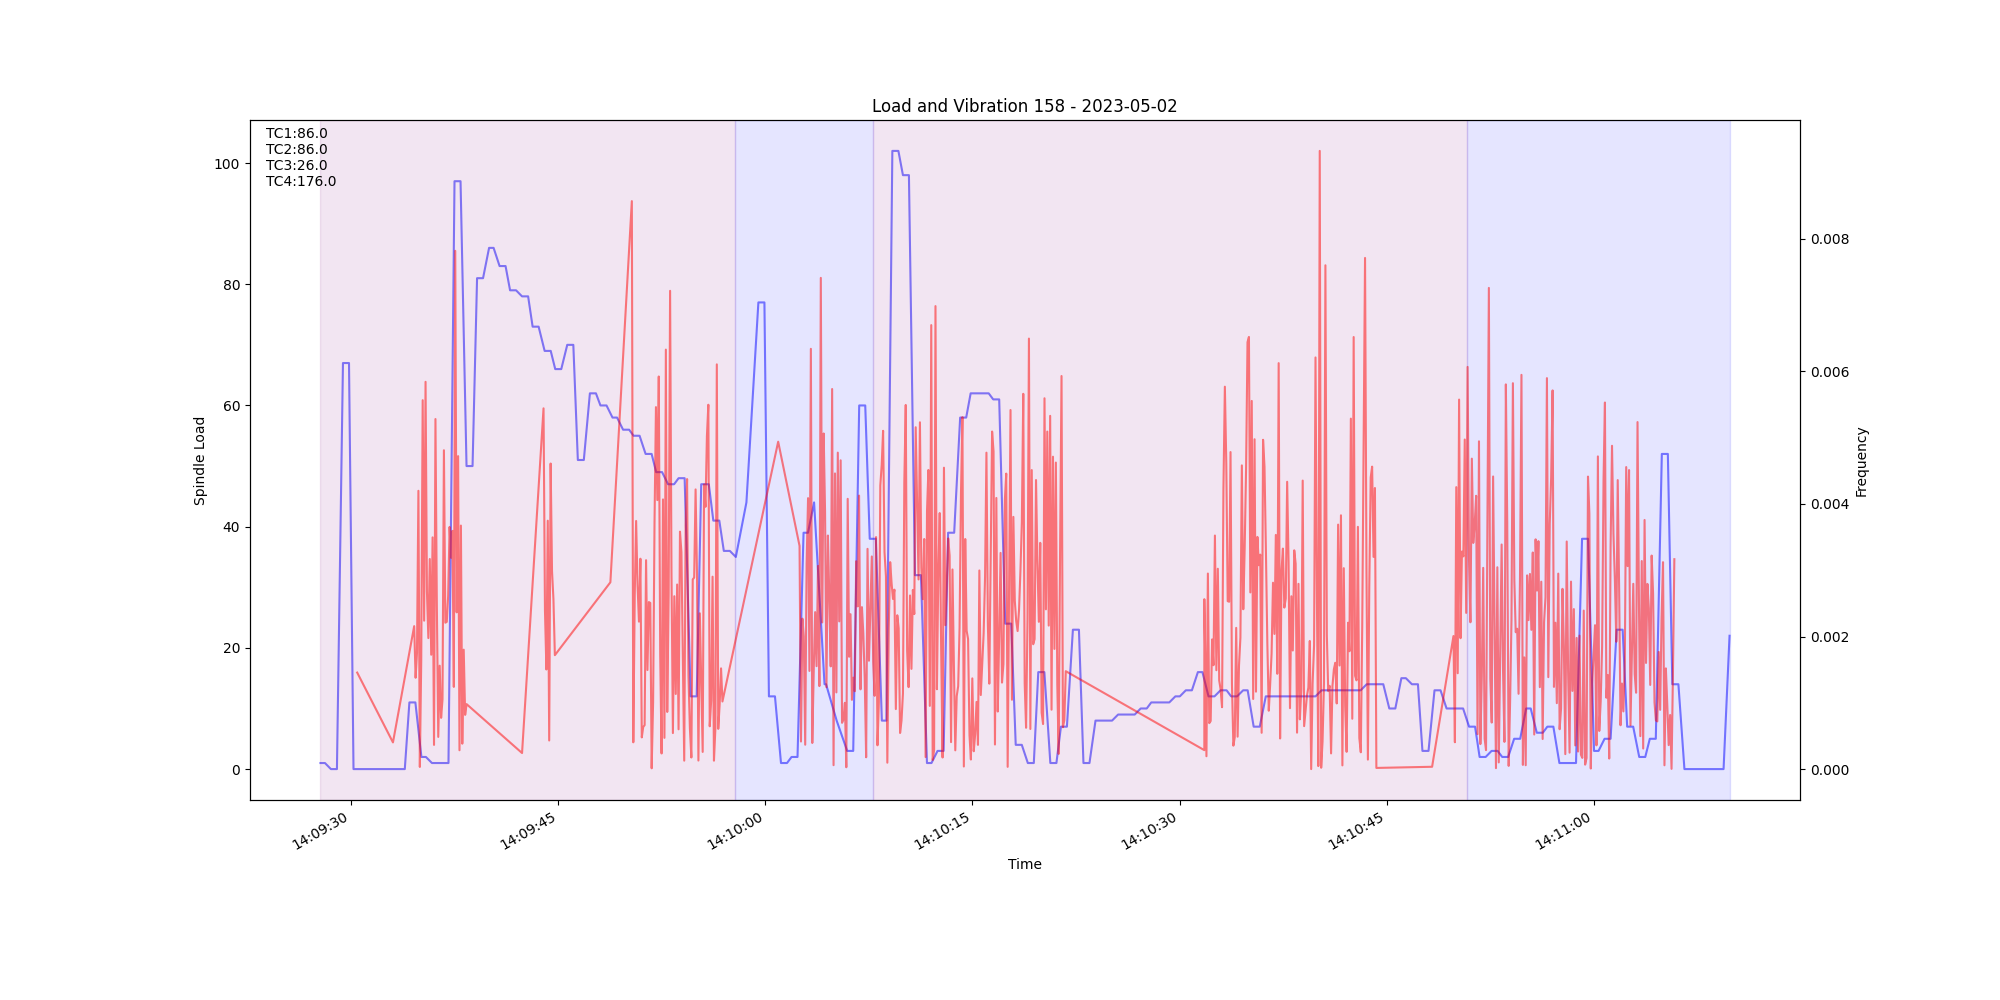 Load and Vibration 158 - 2023-05-02
TC1:86.0
TC2:86.0
TC3:26.0
TC4:176.0
100
80
60
40
20
0
Spindle Load
0.008
0.006
0.004
0.002
0.000
Frequency
14:09:30
14:09:45
14:10:00
14:10:15
14:10:30
14:10:45
14:11:00
Time